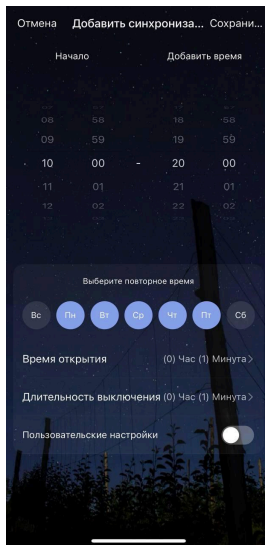 Отмена Добавить синхрониза... Сохрани...
Начало Добавить время
08 58 18 58
09 59 19 59
10 00 - 20 00
11 01 21 01
12 02 22 02
Выберите повторное время
Вс Пн Вт Ср Чт Пт Сб
Время открытия (0) Час (1) Минута
Длительность выключения (0) Час (1) Минута
Пользовательские настройки